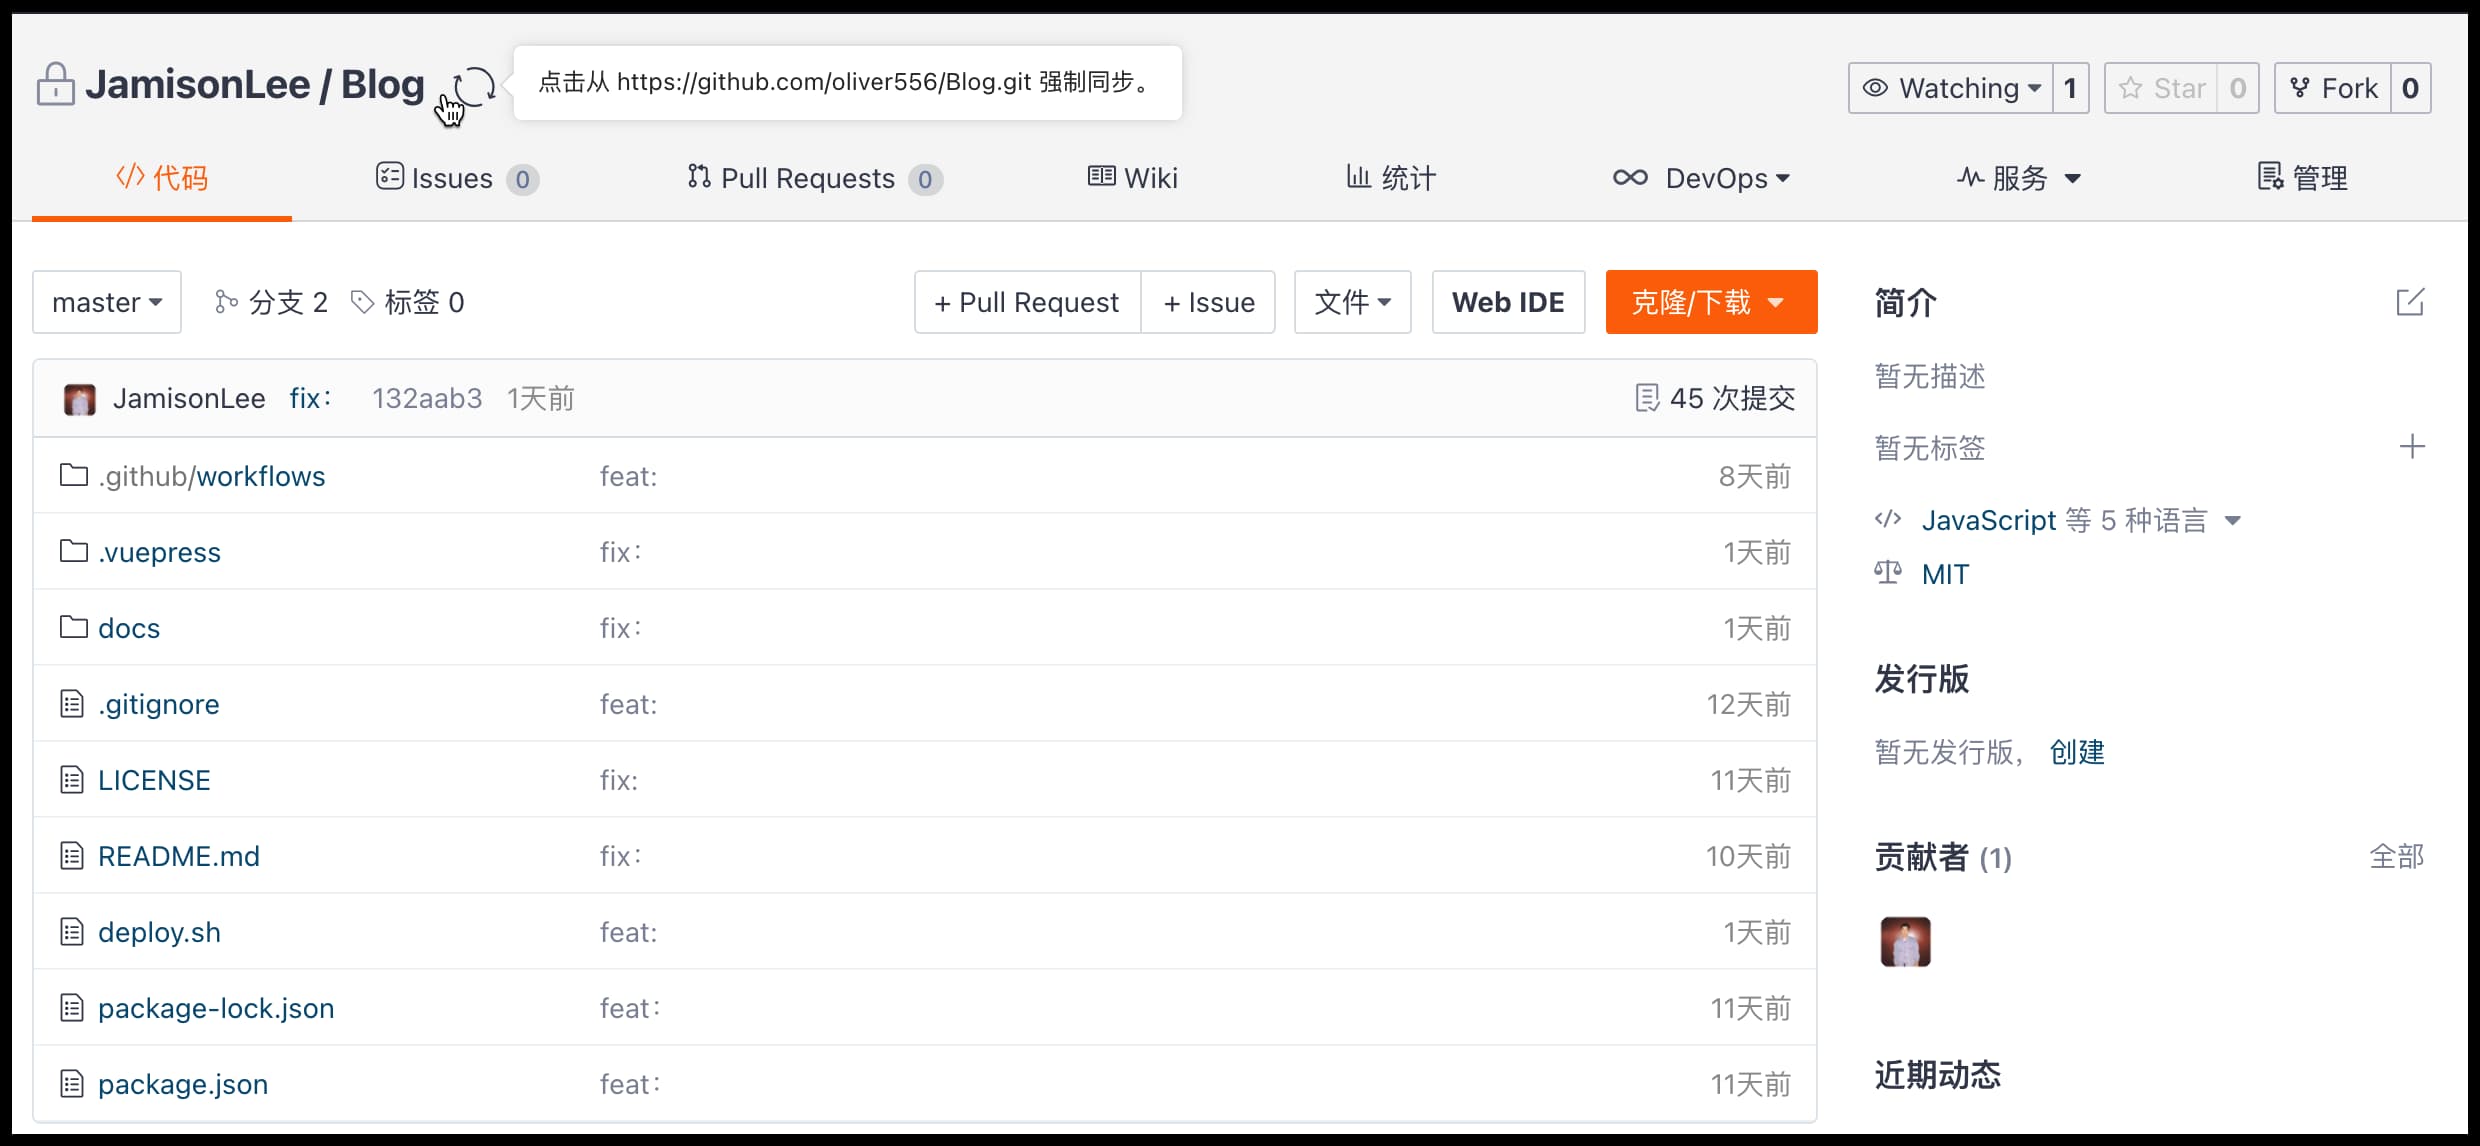 JamisonLee / Blog 点击从 https://github.com/oliver556/Blog.git 强制同步。 Watching 1 Star 0 Fork 0
代码 Issues 0 Pull Requests 0 Wiki 统计 DevOps 服务 管理
master 分支 2 标签 0 + Pull Request + Issue 文件 Web IDE 克隆/下载
JamisonLee fix： 132aab3 1天前 45 次提交
.github/workflows feat: 8天前
.vuepress fix： 1天前
docs fix： 1天前
.gitignore feat: 12天前
LICENSE fix: 11天前
README.md fix： 10天前
deploy.sh feat: 1天前
package-lock.json feat： 11天前
package.json feat： 11天前
简介
暂无描述
暂无标签
JavaScript 等 5 种语言
MIT
发行版
暂无发行版， 创建
贡献者 (1) 全部
近期动态